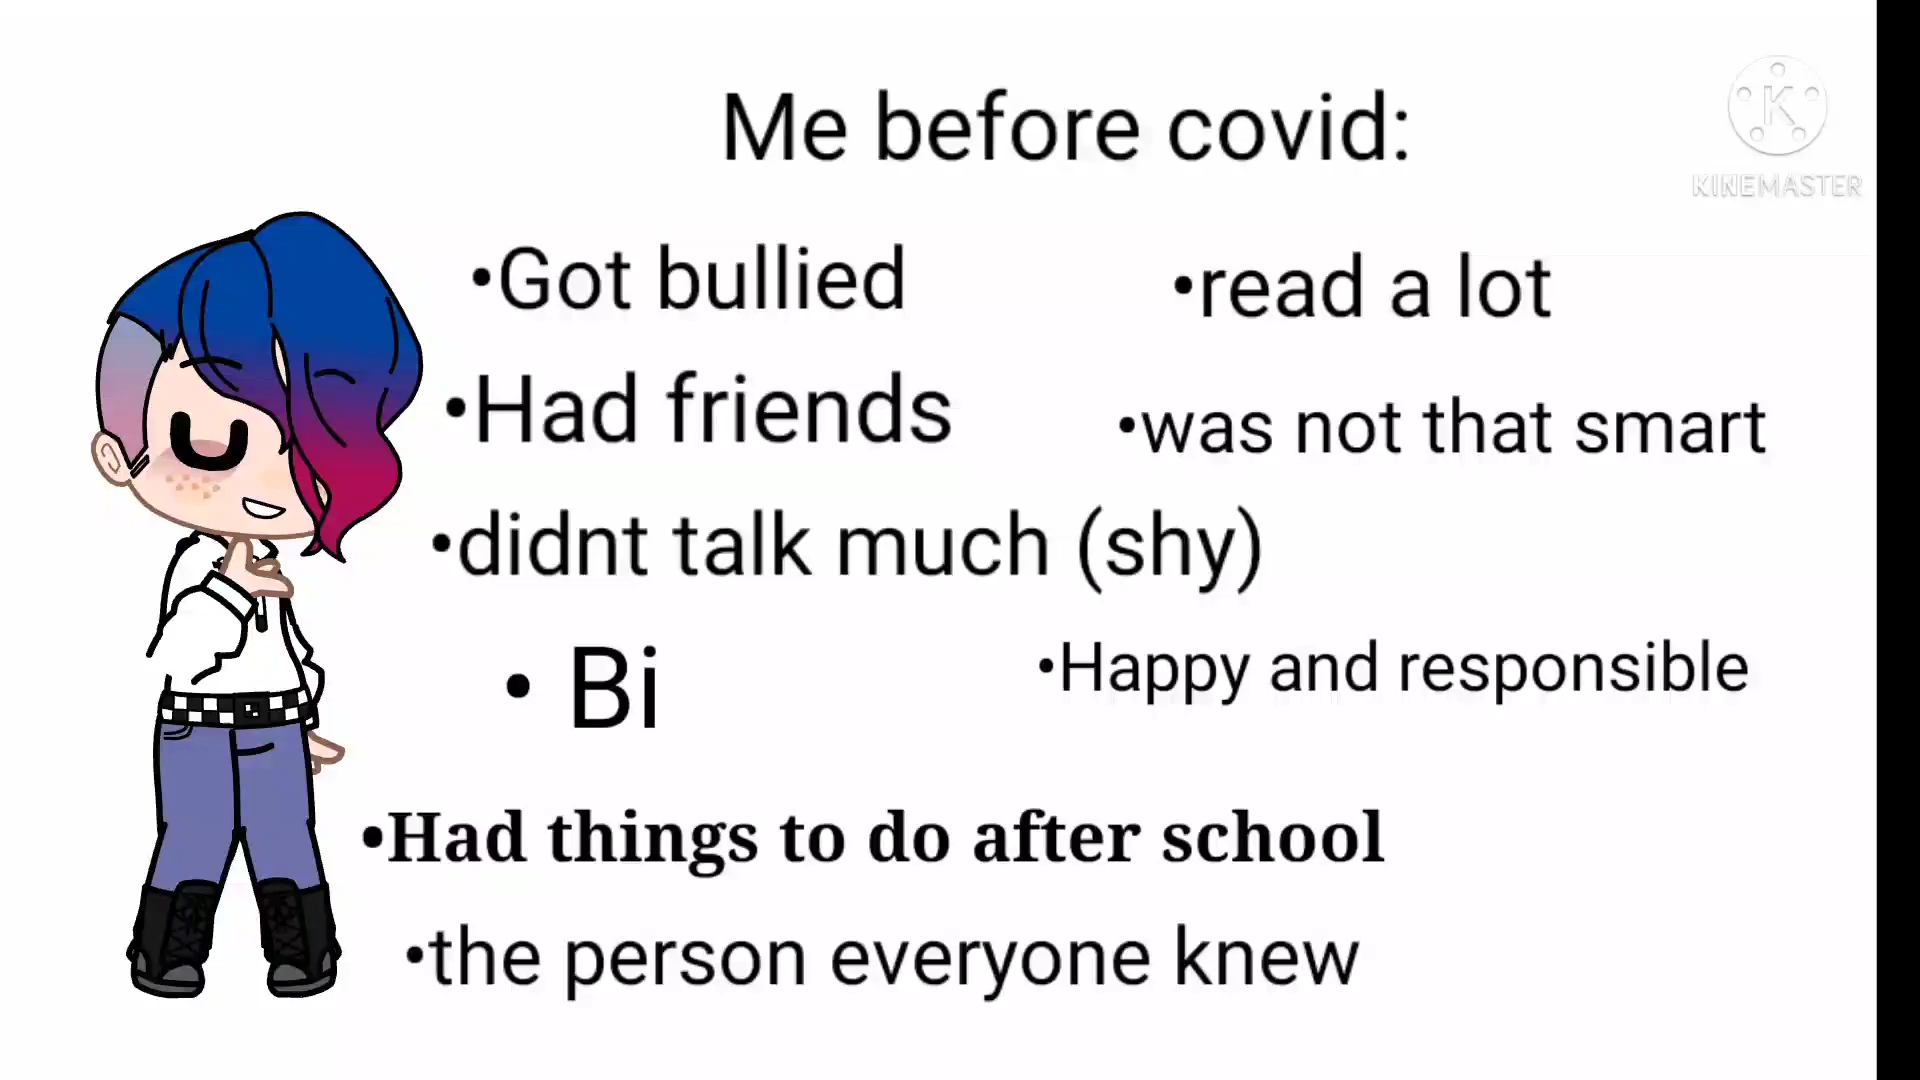 Me before covid:
K
KINEMASTER
•Got bullied
•read a lot
•Had friends
•was not that smart
•didnt talk much (shy)
• Bi
•Happy and responsible
•Had things to do after school
•the person everyone knew